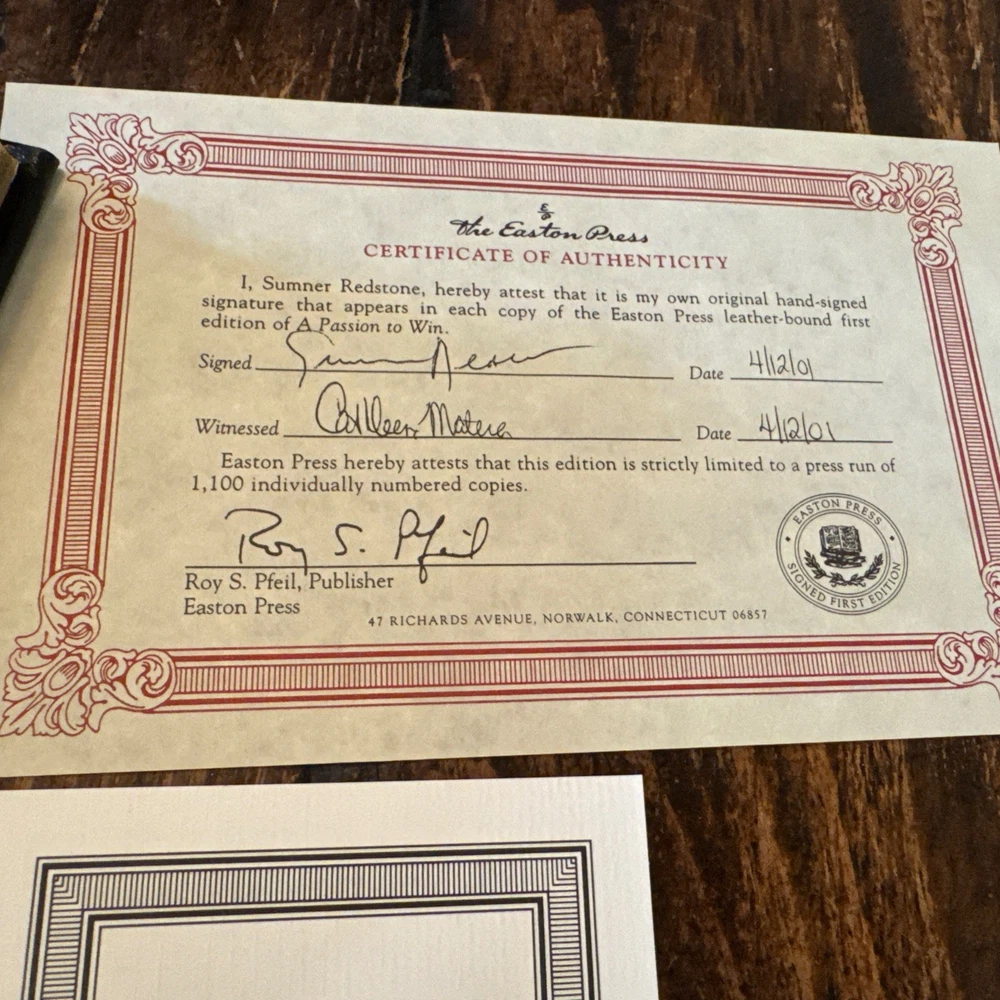 the Easton Press
CERTIFICATE OF AUTHENTICITY
I, Sumner Redstone, hereby attest that it is my own original hand-signed
signature that appears in each copy of the Easton Press leather-bound first
edition of A Passion to Win.
Signed Date 4/12/01
Witnessed Colleen Matera Date 4/12/01
Easton Press hereby attests that this edition is strictly limited to a press run of
1,100 individually numbered copies.
Roy S. Pfeil
Roy S. Pfeil, Publisher
Easton Press
EASTON PRESS
SIGNED FIRST EDITION
47 RICHARDS AVENUE, NORWALK, CONNECTICUT 06857